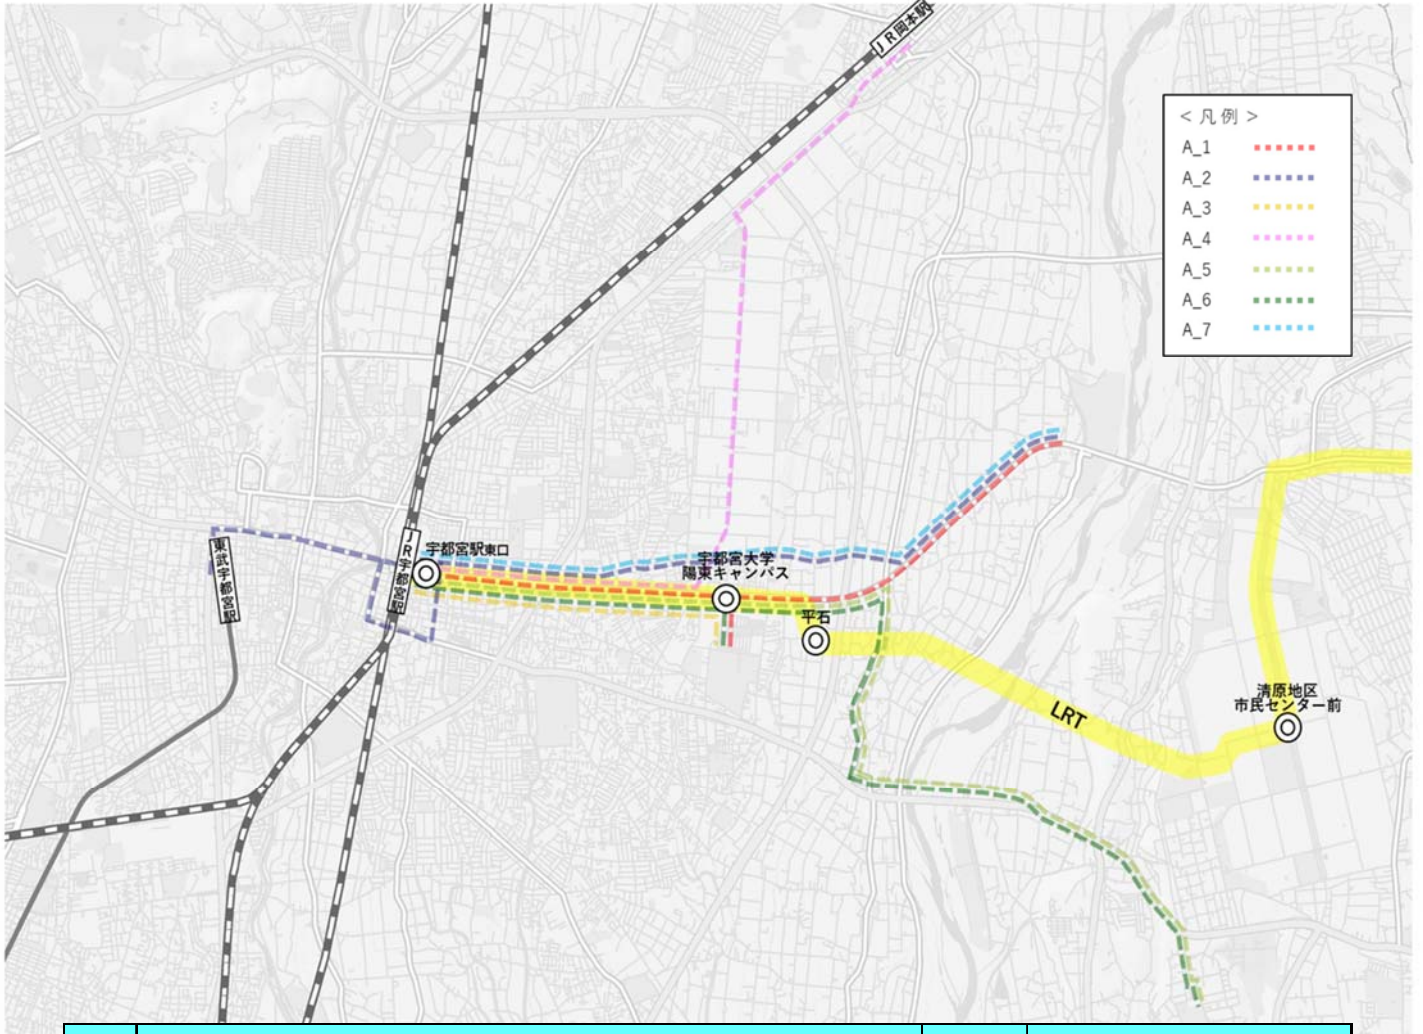 JR岡本駅
<凡例>
A_1
A_2
A_3
A_4
A_5
A_6
A_7
東武宇都宮駅
JR宇都宮駅
宇都宮駅東口
宇都宮大学
陽東キャンパス
平石
LRT
清原地区
市民センター前